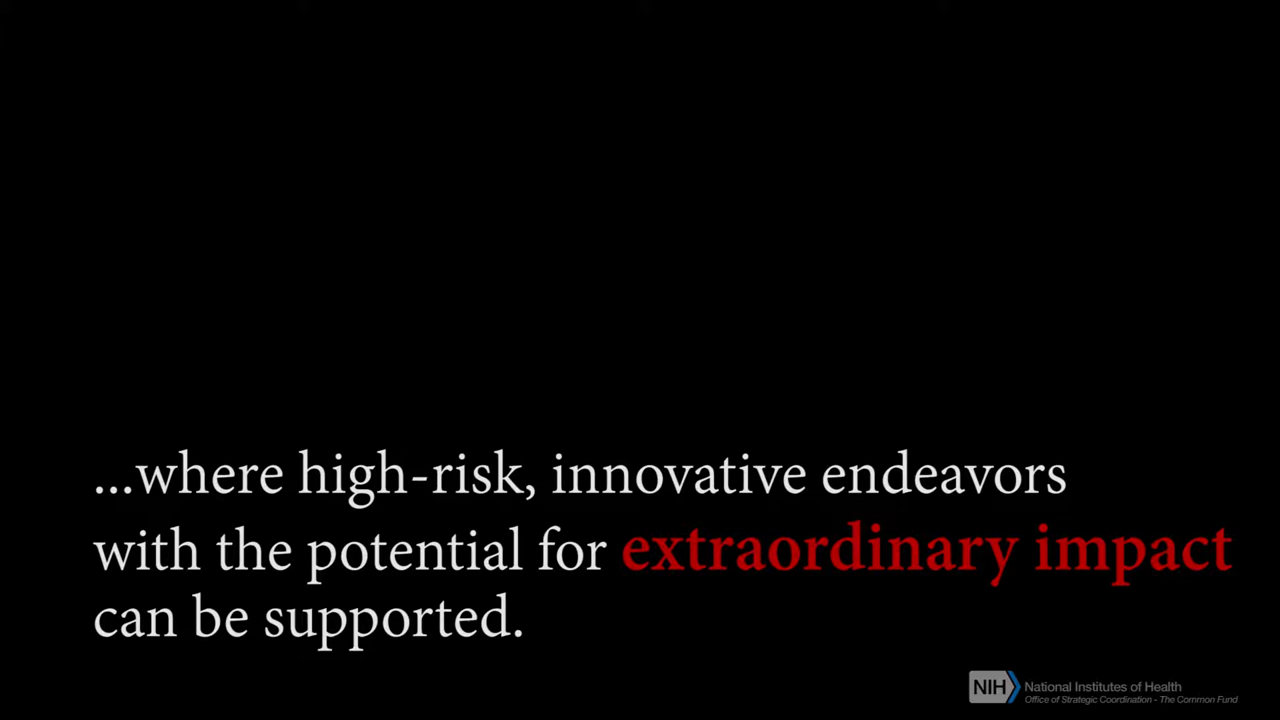 ...where high-risk, innovative endeavors
with the potential for extraordinary impact
can be supported.
NIH National Institutes of Health
Office of Strategic Coordination - The Common Fund